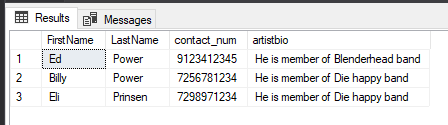 Results Messages
FirstName LastName contact_num artistbio
1 Ed Power 9123412345 He is member of Blenderhead band
2 Billy Power 7256781234 He is member of Die happy band
3 Eli Prinsen 7298971234 He is member of Die happy band